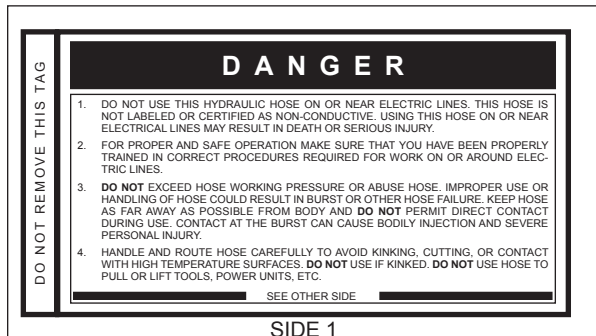 DO NOT REMOVE THIS TAG
DANGER
1. DO NOT USE THIS HYDRAULIC HOSE ON OR NEAR ELECTRIC LINES. THIS HOSE IS
NOT LABELED OR CERTIFIED AS NON-CONDUCTIVE. USING THIS HOSE ON OR NEAR
ELECTRICAL LINES MAY RESULT IN DEATH OR SERIOUS INJURY.
2. FOR PROPER AND SAFE OPERATION MAKE SURE THAT YOU HAVE BEEN PROPERLY
TRAINED IN CORRECT PROCEDURES REQUIRED FOR WORK ON OR AROUND ELEC-
TRIC LINES.
3. DO NOT EXCEED HOSE WORKING PRESSURE OR ABUSE HOSE. IMPROPER USE OR
HANDLING OF HOSE COULD RESULT IN BURST OR OTHER HOSE FAILURE. KEEP HOSE
AS FAR AWAY AS POSSIBLE FROM BODY AND DO NOT PERMIT DIRECT CONTACT
DURING USE. CONTACT AT THE BURST CAN CAUSE BODILY INJECTION AND SEVERE
PERSONAL INJURY.
4. HANDLE AND ROUTE HOSE CAREFULLY TO AVOID KINKING, CUTTING, OR CONTACT
WITH HIGH TEMPERATURE SURFACES. DO NOT USE IF KINKED. DO NOT USE HOSE TO
PULL OR LIFT TOOLS, POWER UNITS, ETC.
SEE OTHER SIDE
SIDE 1